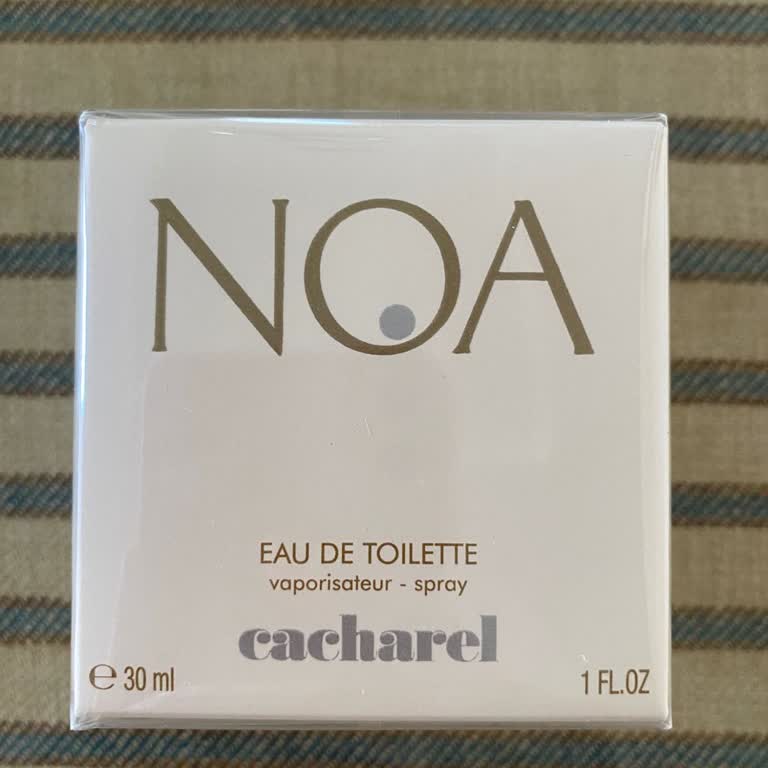 NOA
EAU DE TOILETTE
vaporisateur - spray
cacharel
℮ 30 ml 1 FL.OZ